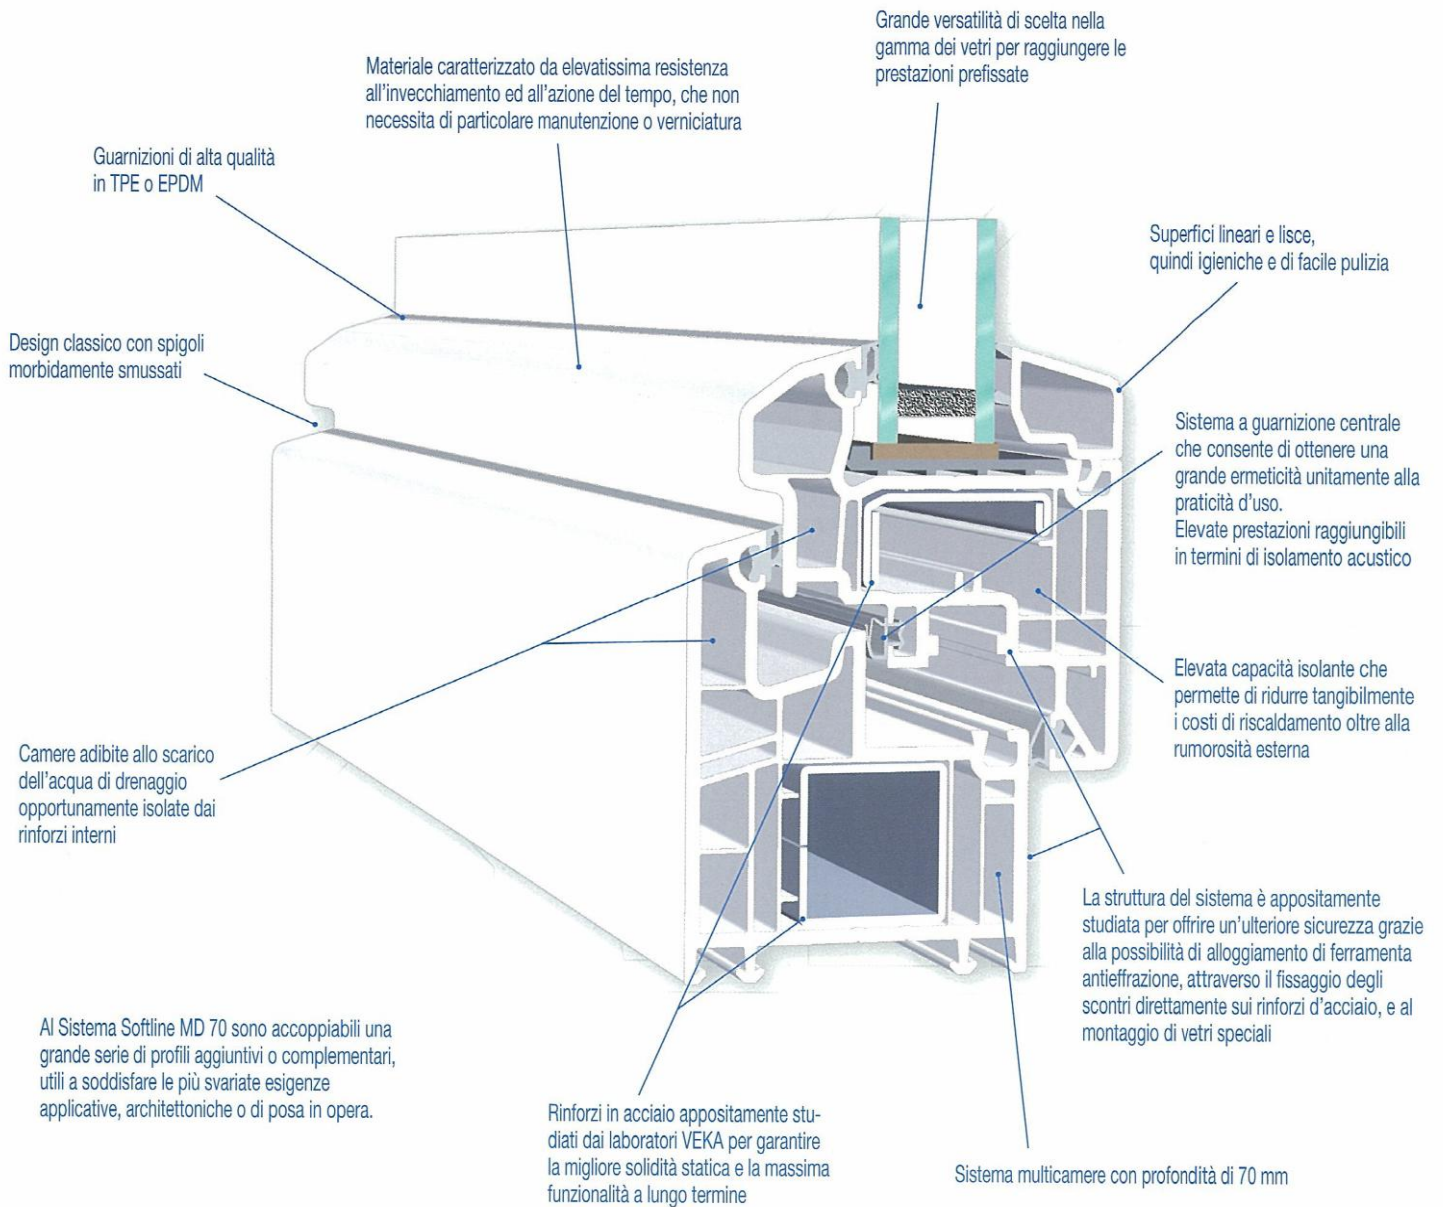 Grande versatilità di scelta nella
gamma dei vetri per raggiungere le
prestazioni prefissate
Materiale caratterizzato da elevatissima resistenza
all'invecchiamento ed all'azione del tempo, che non
necessita di particolare manutenzione o verniciatura
Guarnizioni di alta qualità
in TPE o EPDM
Superfici lineari e lisce,
quindi igieniche e di facile pulizia
Design classico con spigoli
morbidamente smussati
Sistema a guarnizione centrale
che consente di ottenere una
grande ermeticità unitamente alla
praticità d'uso.
Elevate prestazioni raggiungibili
in termini di isolamento acustico
Elevata capacità isolante che
permette di ridurre tangibilmente
i costi di riscaldamento oltre alla
rumorosità esterna
Camere adibite allo scarico
dell'acqua di drenaggio
opportunamente isolate dai
rinforzi interni
La struttura del sistema è appositamente
studiata per offrire un'ulteriore sicurezza grazie
alla possibilità di alloggiamento di ferramenta
antieffrazione, attraverso il fissaggio degli
scontri direttamente sui rinforzi d'acciaio, e al
montaggio di vetri speciali
Al Sistema Softline MD 70 sono accoppiabili una
grande serie di profili aggiuntivi o complementari,
utili a soddisfare le più svariate esigenze
applicative, architettoniche o di posa in opera.
Rinforzi in acciaio appositamente stu-
diati dai laboratori VEKA per garantire
la migliore solidità statica e la massima
funzionalità a lungo termine
Sistema multicamere con profondità di 70 mm